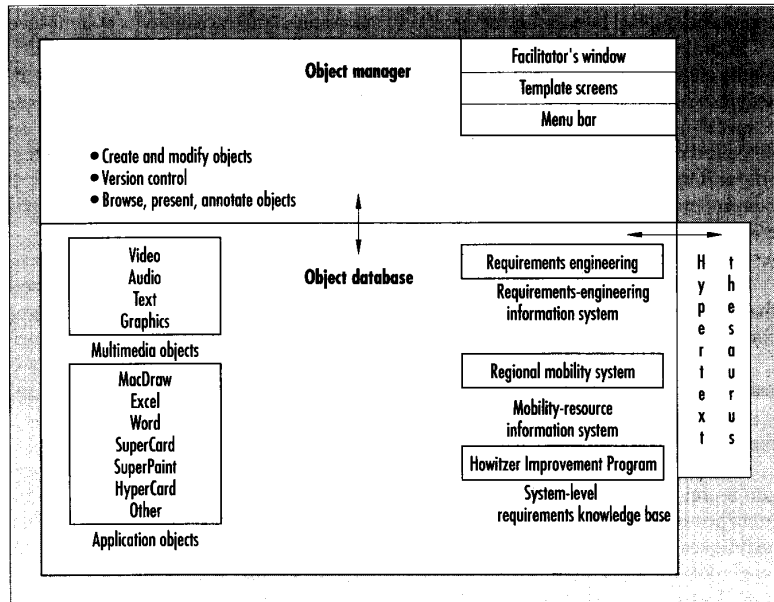 Object manager
Facilitator's window
Template screens
Menu bar
• Create and modify objects
• Version control
• Browse, present, annotate objects
Object database
Video
Audio
Text
Graphics
Multimedia objects
MacDraw
Excel
Word
SuperCard
SuperPaint
HyperCard
Other
Application objects
Requirements engineering
Requirements-engineering
information system
Regional mobility system
Mobility-resource
information system
Howitzer Improvement Program
System-level
requirements knowledge base
Hypertext
thesaurus